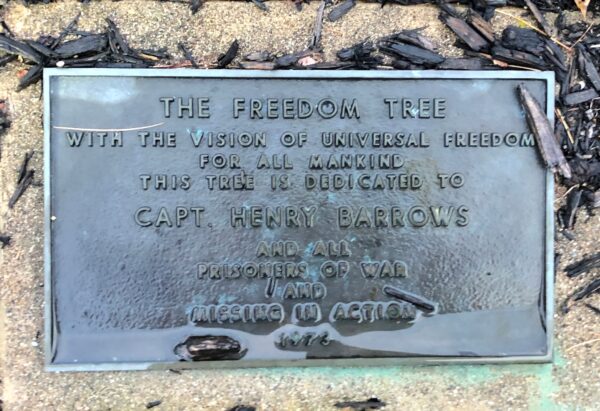 THE FREEDOM TREE
WITH THE VISION OF UNIVERSAL FREEDOM
FOR ALL MANKIND
THIS TREE IS DEDICATED TO
CAPT. HENRY BARROWS
AND ALL
PRISONERS OF WAR
AND
MISSING IN ACTION
1973